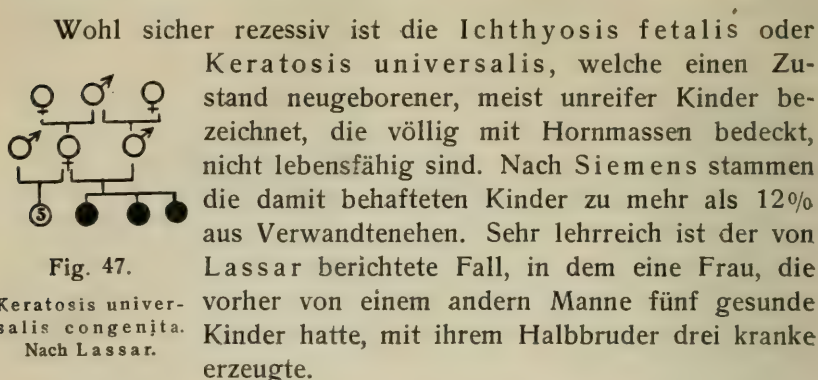 Wohl sicher rezessiv ist die Ichthyosis fetalis oder
Keratosis universalis, welche einen Zu-
stand neugeborener, meist unreifer Kinder be-
zeichnet, die völlig mit Hornmassen bedeckt,
nicht lebensfähig sind. Nach Siemens stammen
die damit behafteten Kinder zu mehr als 12%
aus Verwandtenehen. Sehr lehrreich ist der von
Lassar berichtete Fall, in dem eine Frau, die
vorher von einem andern Manne fünf gesunde
Kinder hatte, mit ihrem Halbbruder drei kranke
erzeugte.
♀ ♂ ♀
♂ ♀ ♂
5
Fig. 47.
Keratosis univer-
salis congenita.
Nach Lassar.